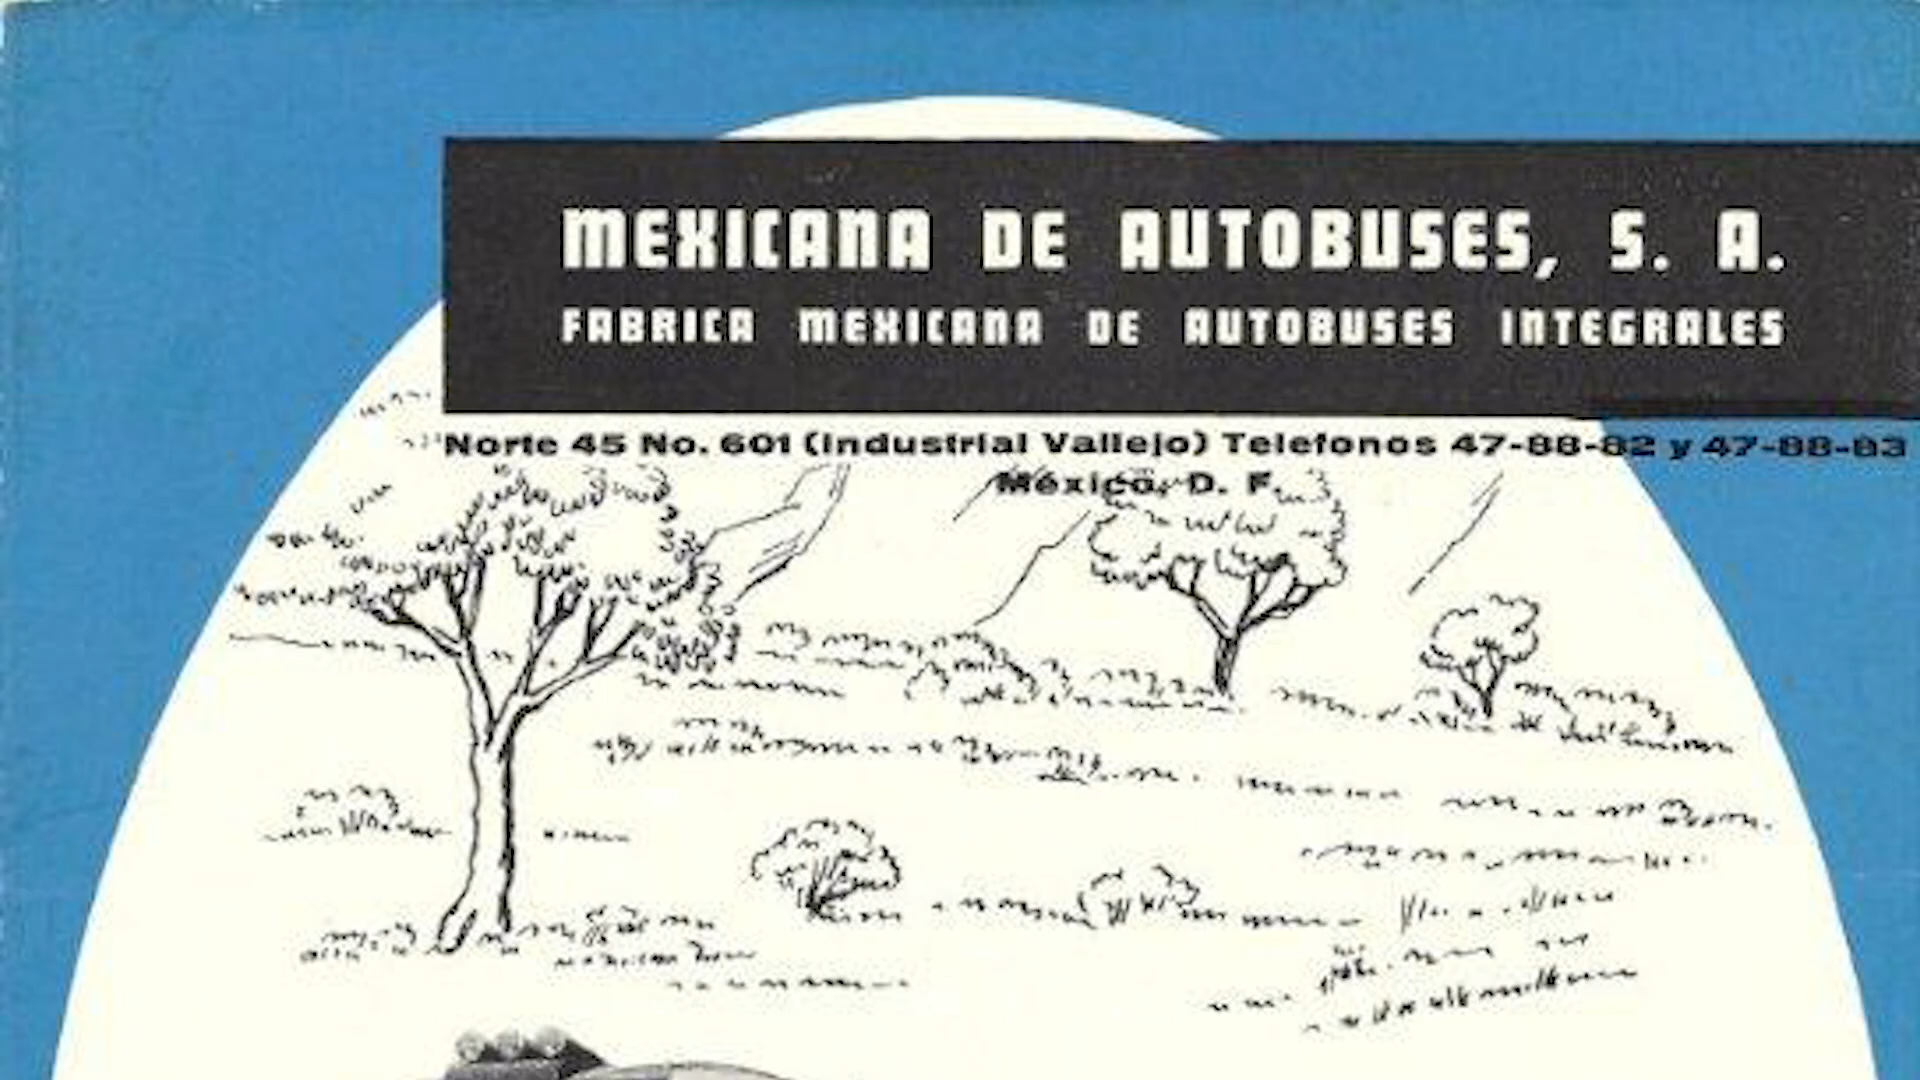 MEXICANA DE AUTOBUSES, S. A.
FABRICA MEXICANA DE AUTOBUSES INTEGRALES
Norte 45 No. 601 (Industrial Vallejo) Telefonos 47-88-82 y 47-88-83
México, D. F.